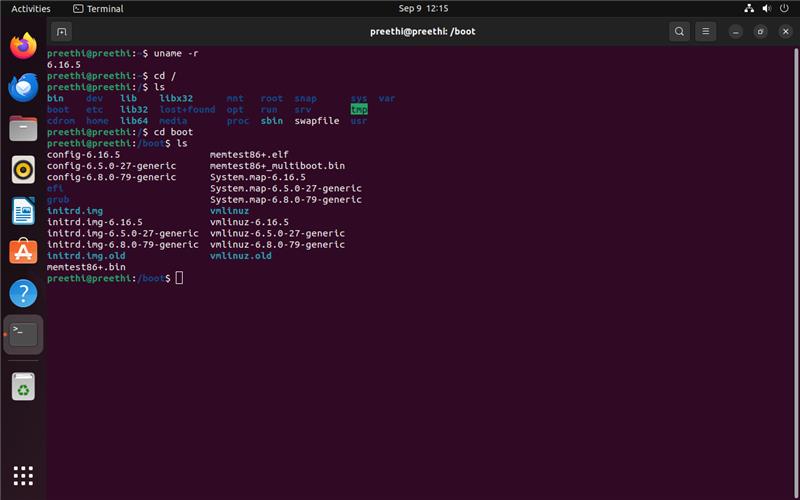 Activities Terminal Sep 9 12:15
preethi@preethi: /boot
preethi@preethi:~$ uname -r
6.16.5
preethi@preethi:~$ cd /
preethi@preethi:/$ ls
bin dev lib libx32 mnt root snap sys var
boot etc lib32 lost+found opt run srv tmp
cdrom home lib64 media proc sbin swapfile usr
preethi@preethi:/$ cd boot
preethi@preethi:/boot$ ls
config-6.16.5 memtest86+.elf
config-6.5.0-27-generic memtest86+_multiboot.bin
config-6.8.0-79-generic System.map-6.16.5
efi System.map-6.5.0-27-generic
grub System.map-6.8.0-79-generic
initrd.img vmlinuz
initrd.img-6.16.5 vmlinuz-6.16.5
initrd.img-6.5.0-27-generic vmlinuz-6.5.0-27-generic
initrd.img-6.8.0-79-generic vmlinuz-6.8.0-79-generic
initrd.img.old vmlinuz.old
memtest86+.bin
preethi@preethi:/boot$